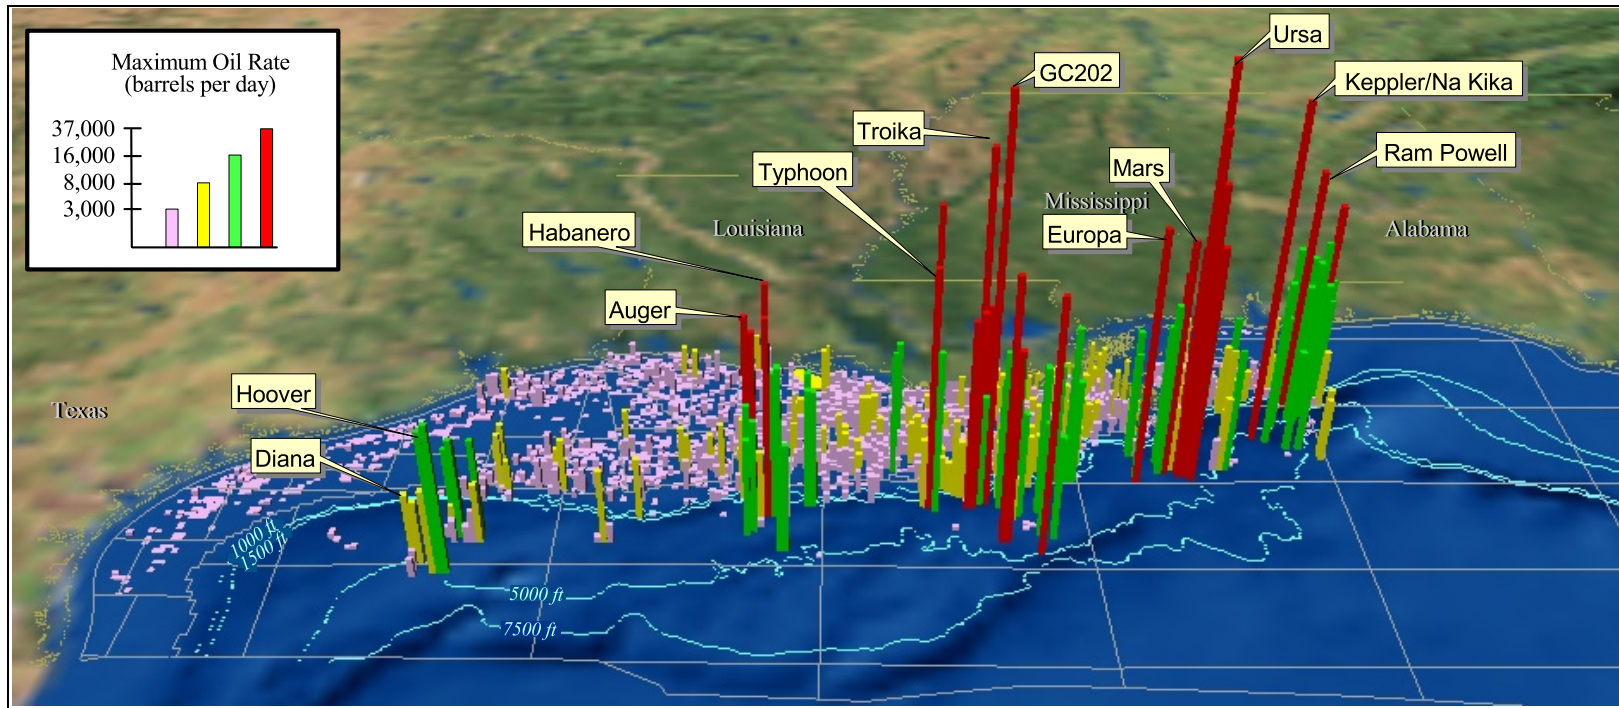 Maximum Oil Rate
(barrels per day)
37,000
16,000
8,000
3,000
Ursa
GC202
Keppler/Na Kika
Troika
Ram Powell
Typhoon
Mars
Mississippi
Habanero
Louisiana
Europa
Alabama
Auger
Hoover
Texas
Diana
1000 ft
1500 ft
5000 ft
7500 ft